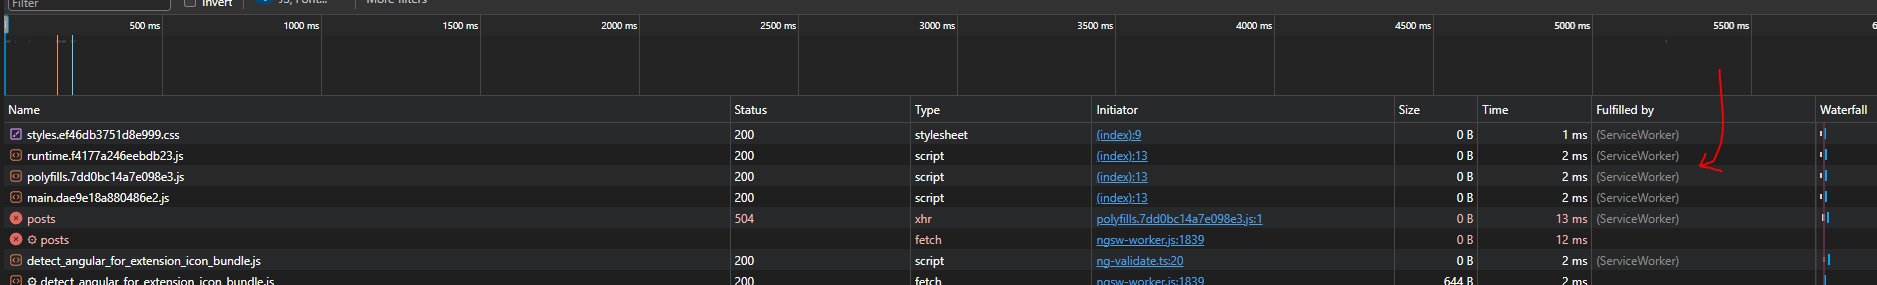 Filter Invert JS, Font... More filters
500 ms 1000 ms 1500 ms 2000 ms 2500 ms 3000 ms 3500 ms 4000 ms 4500 ms 5000 ms 5500 ms
Name Status Type Initiator Size Time Fulfilled by Waterfall
styles.ef46db3751d8e999.css 200 stylesheet (index):9 0 B 1 ms (ServiceWorker)
runtime.f4177a246eebdb23.js 200 script (index):13 0 B 2 ms (ServiceWorker)
polyfills.7dd0bc14a7e098e3.js 200 script (index):13 0 B 2 ms (ServiceWorker)
main.dae9e18a880486e2.js 200 script (index):13 0 B 2 ms (ServiceWorker)
posts 504 xhr polyfills.7dd0bc14a7e098e3.js:1 0 B 13 ms (ServiceWorker)
posts fetch ngsw-worker.js:1839 0 B 12 ms
detect_angular_for_extension_icon_bundle.js 200 script ng-validate.ts:20 0 B 2 ms (ServiceWorker)
detect_angular_for_extension_icon_bundle.js 200 fetch ngsw-worker.js:1839 644 B 2 ms